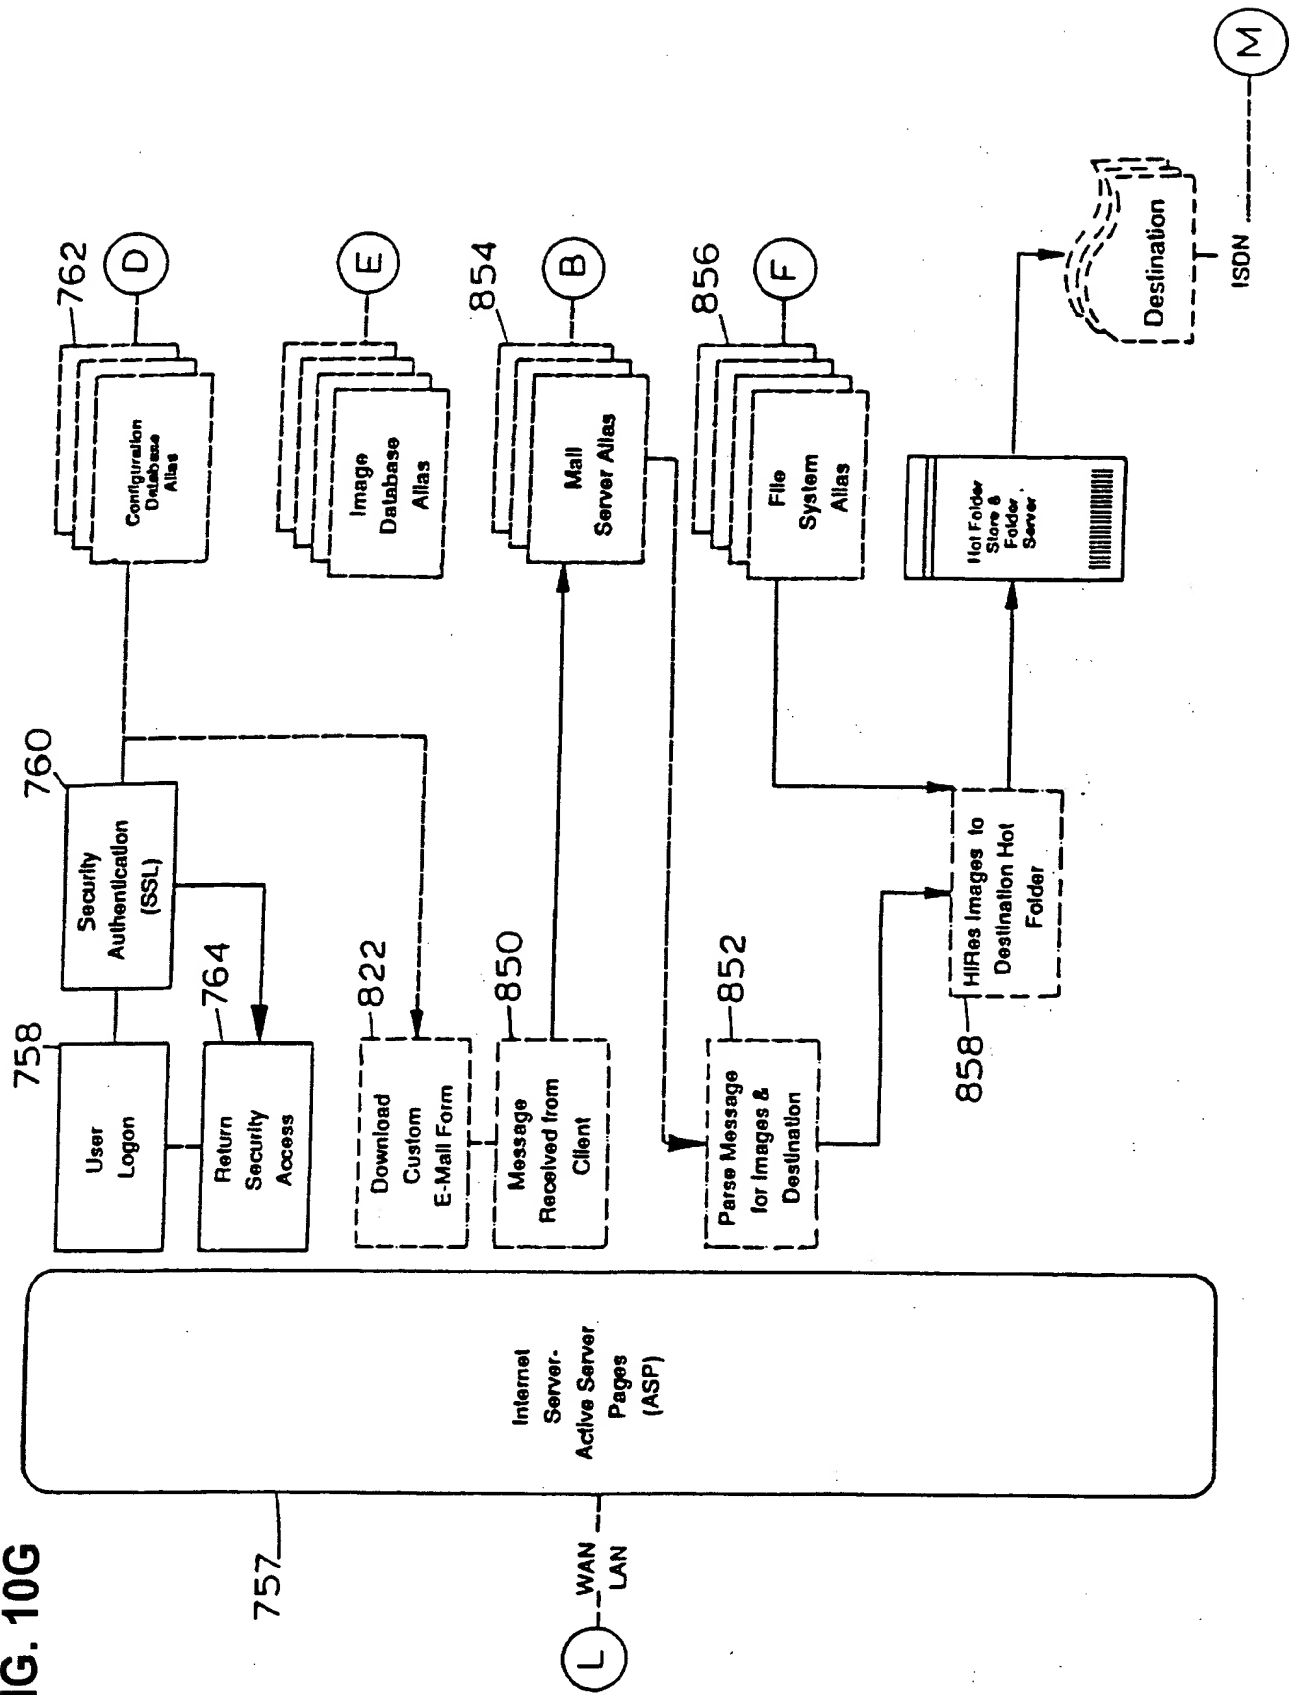 IG. 10G
757
L
WAN
LAN
Internet
Server-
Active Server
Pages
(ASP)
758
User
Logon
760
Security
Authentication
(SSL)
762
Configuration
Database
Alias
D
764
Return
Security
Access
Image
Database
Alias
E
822
Download
Custom
E-Mail Form
850
Message
Received from
Client
854
Mail
Server Alias
B
852
Parse Message
for Images &
Destination
856
File
System
Alias
F
858
HIRes Images to
Destination Hot
Folder
Hot Folder
Store &
Folder
Server
Destination
ISDN
M